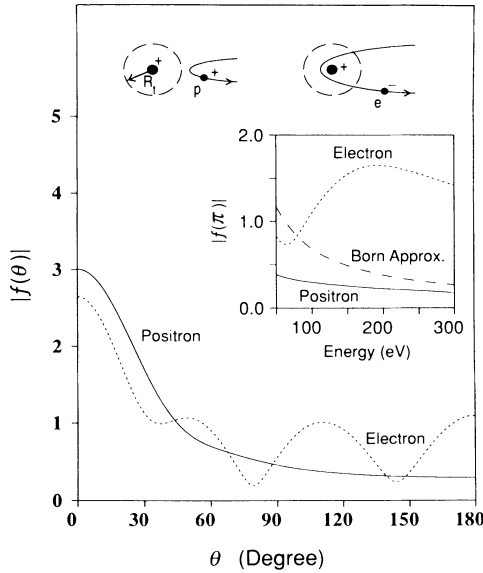 +
R₁
+
p
+
−
e
5
4
3
2
1
0
|f(θ)|
Positron
Electron
0
30
60
90
120
150
180
θ (Degree)
2.0
1.0
0.0
|f(π)|
Electron
Born Approx.
Positron
100
200
300
Energy (eV)